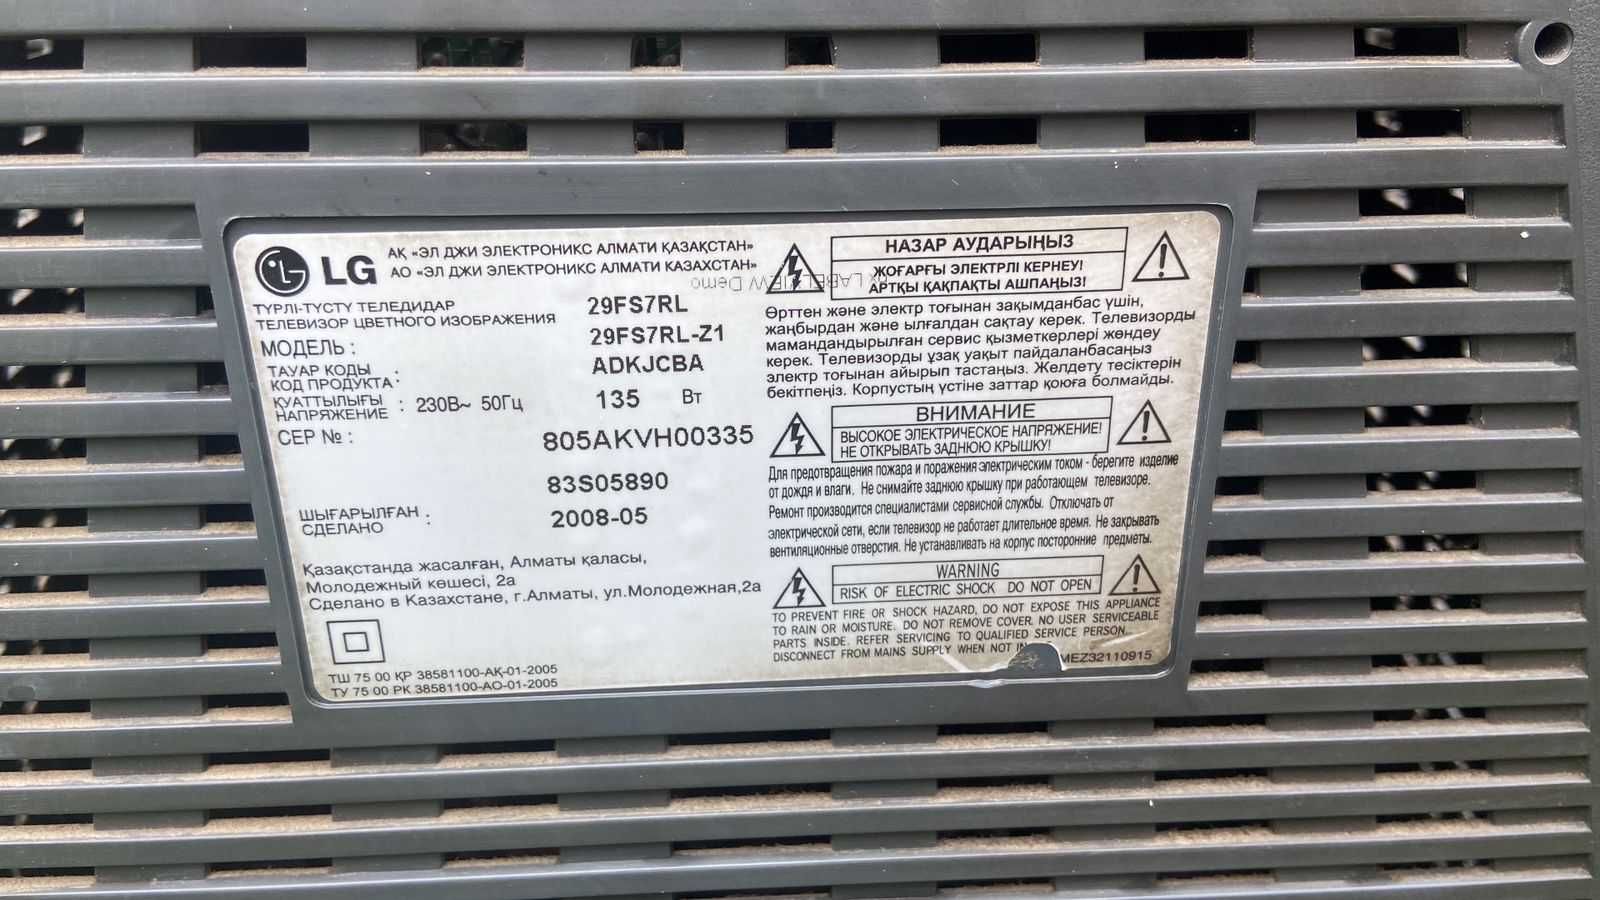 LG
АҚ «ЭЛ ДЖИ ЭЛЕКТРОНИКС АЛМАТИ ҚАЗАҚСТАН»
АО «ЭЛ ДЖИ ЭЛЕКТРОНИКС АЛМАТИ КАЗАХСТАН»
ТҮРЛІ-ТҮСТҮ ТЕЛЕДИДАР
ТЕЛЕВИЗОР ЦВЕТНОГО ИЗОБРАЖЕНИЯ
29FS7RL
МОДЕЛЬ :
29FS7RL-Z1
ТАУАР КОДЫ :
КОД ПРОДУКТА
ADKJCBA
ҚУАТТЫЛЫҒЫ
НАПРЯЖЕНИЕ : 230В~ 50Гц 135 Вт
СЕР № :
805AKVH00335
83S05890
ШЫҒАРЫЛҒАН :
СДЕЛАНО
2008-05
Қазақстанда жасалған, Алматы қаласы,
Молодежный көшесі, 2а
Сделано в Казахстане, г.Алматы, ул.Молодежная,2а
ТШ 75 00 ҚР 38581100-АҚ-01-2005
ТУ 75 00 РК 38581100-АО-01-2005
LABELVIEW Demo
НАЗАР АУДАРЫҢЫЗ
ЖОҒАРҒЫ ЭЛЕКТРЛІ КЕРНЕУ!
АРТҚЫ ҚАҚПАҚТЫ АШПАҢЫЗ!
Өрттен және электр тоғынан зақымданбас үшін,
жаңбырдан және ылғалдан сақтау керек. Телевизорды
мамандандырылған сервис қызметкерлері жөндеу
керек. Телевизорды ұзақ уақыт пайдаланбасаңыз
электр тоғынан айырып тастаңыз. Желдету тесіктерін
бекітпеңіз. Корпустың үстіне заттар қоюға болмайды.
ВНИМАНИЕ
ВЫСОКОЕ ЭЛЕКТРИЧЕСКОЕ НАПРЯЖЕНИЕ!
НЕ ОТКРЫВАТЬ ЗАДНЮЮ КРЫШКУ!
Для предотвращения пожара и поражения электрическим током - берегите изделие
от дождя и влаги. Не снимайте заднюю крышку при работающем телевизоре.
Ремонт производится специалистами сервисной службы. Отключать от
электрической сети, если телевизор не работает длительное время. Не закрывать
вентиляционные отверстия. Не устанавливать на корпус посторонние предметы.
WARNING
RISK OF ELECTRIC SHOCK DO NOT OPEN
TO PREVENT FIRE OR SHOCK HAZARD, DO NOT EXPOSE THIS APPLIANCE
TO RAIN OR MOISTURE. DO NOT REMOVE COVER. NO USER SERVICEABLE
PARTS INSIDE. REFER SERVICING TO QUALIFIED SERVICE PERSON
DISCONNECT FROM MAINS SUPPLY WHEN NOT IN
MEZ32110915